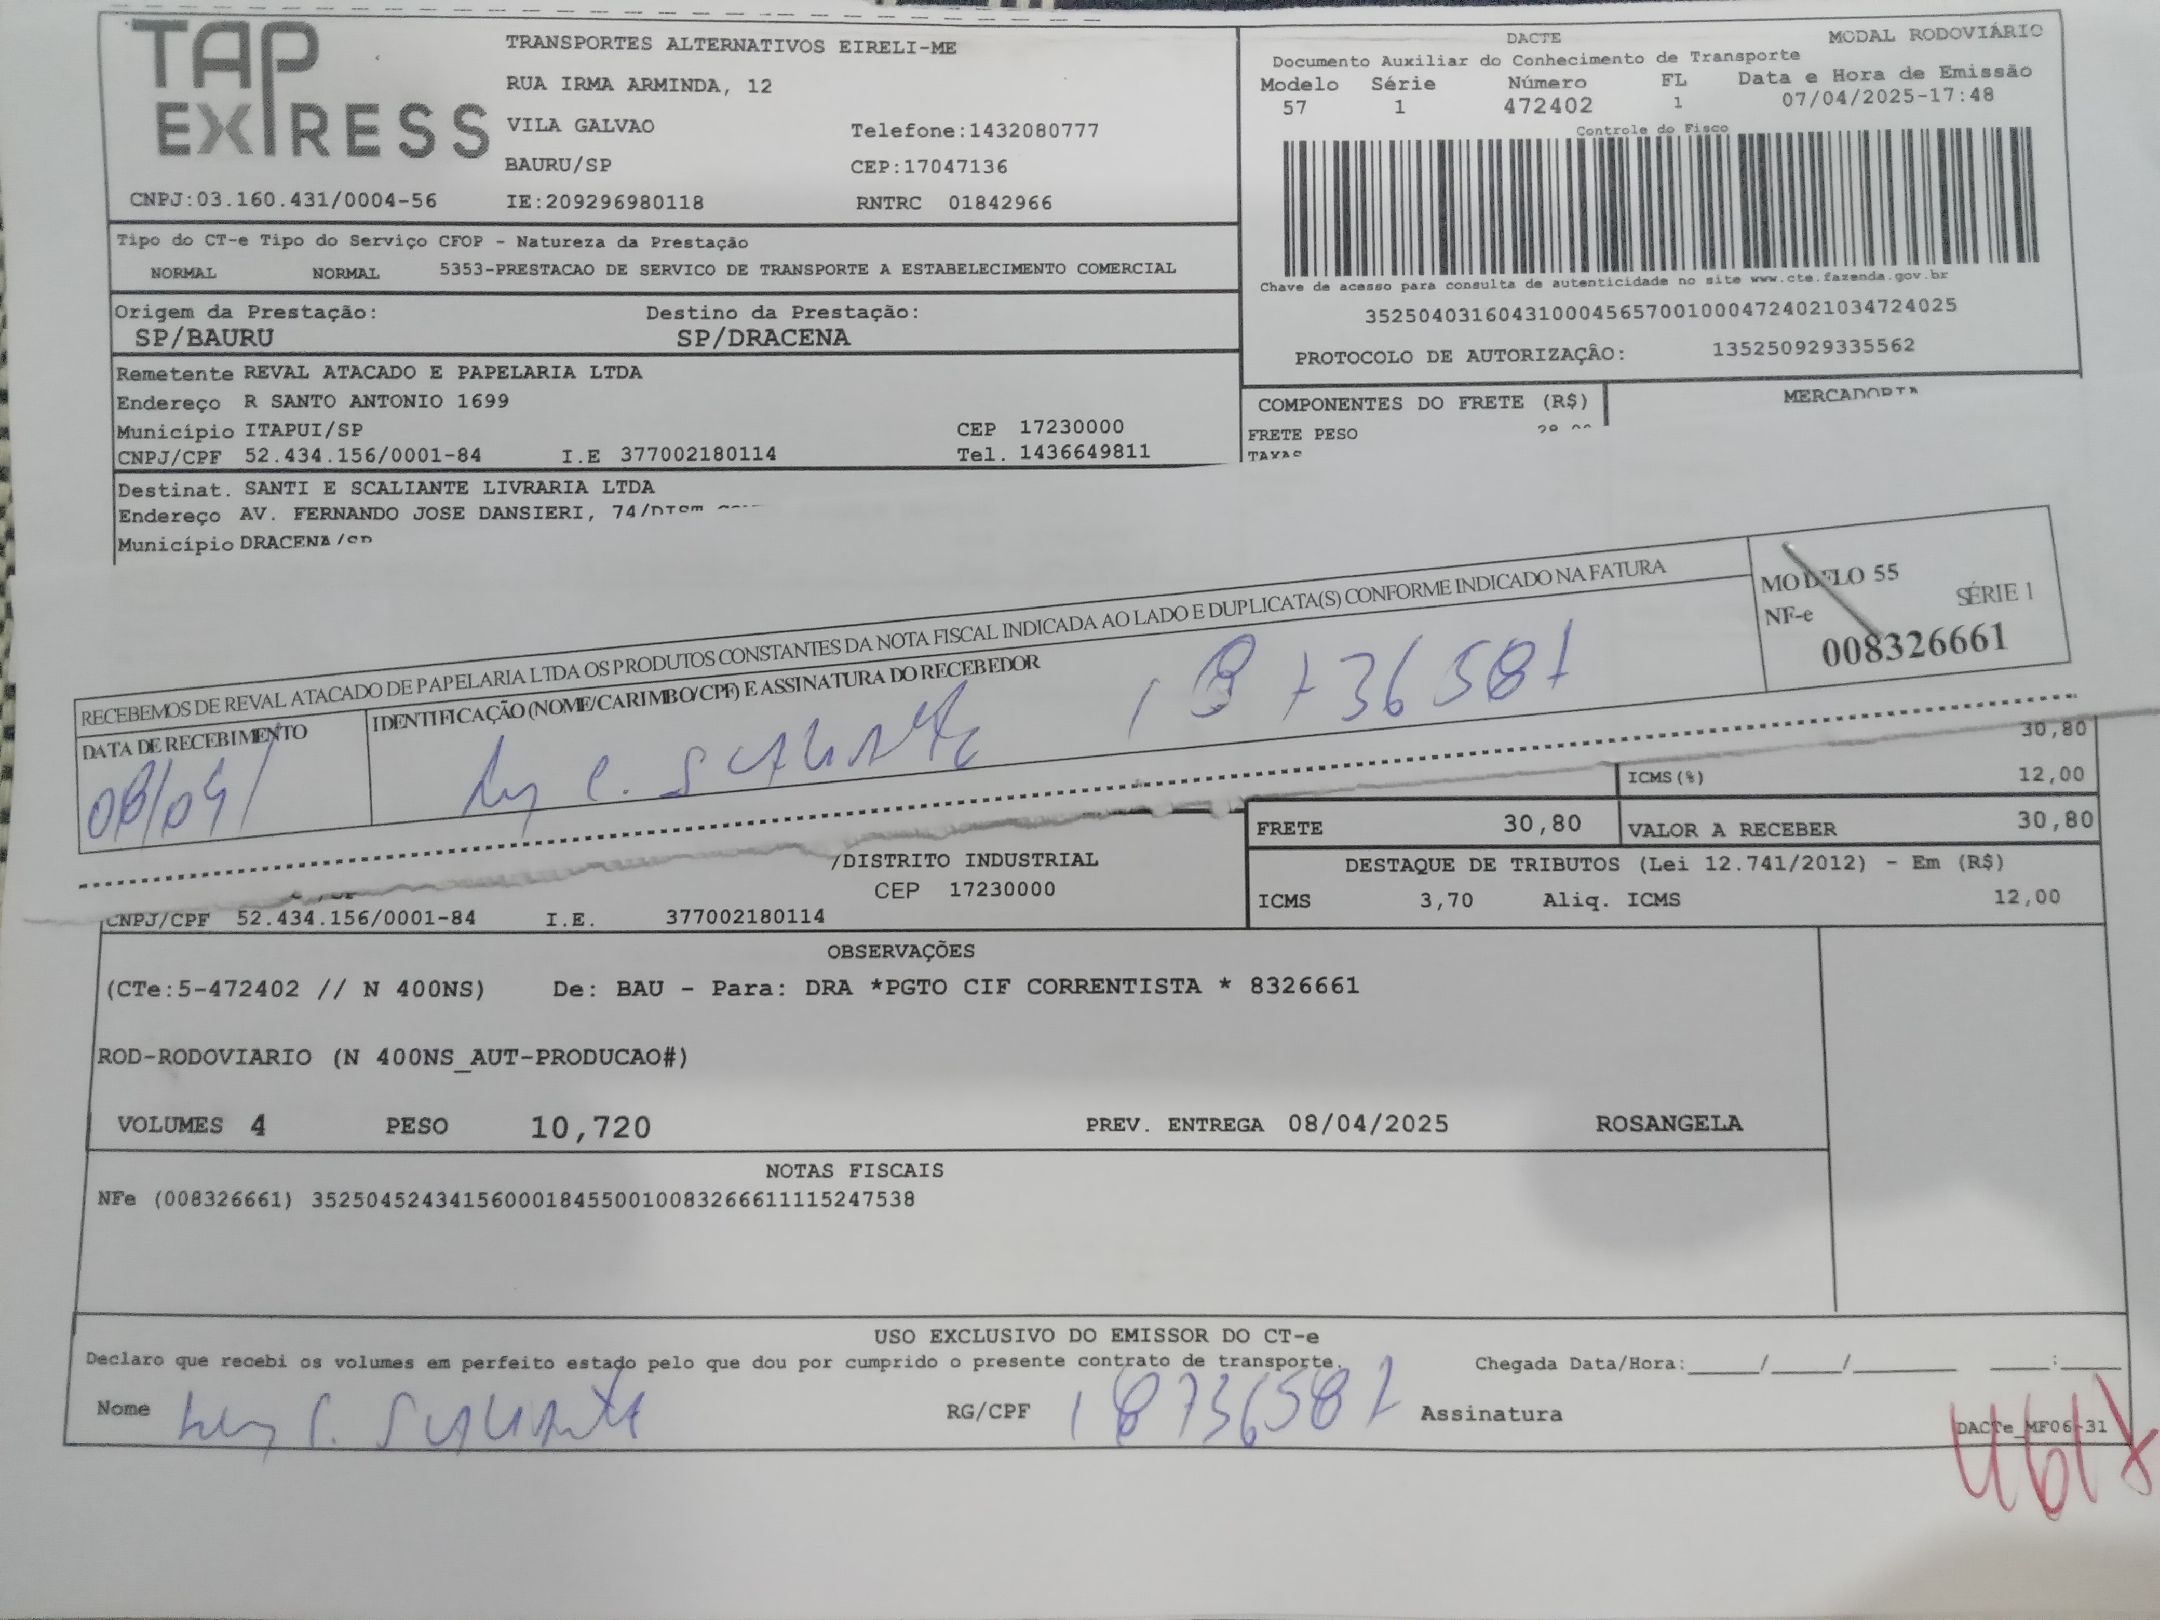 TAP EXPRESS
TRANSPORTES ALTERNATIVOS EIRELI-ME
RUA IRMA ARMINDA, 12
VILA GALVAO Telefone:1432080777
BAURU/SP CEP:17047136
CNPJ:03.160.431/0004-56 IE:209296980118 RNTRC 01842966
DACTE MODAL RODOVIÁRIO
Documento Auxiliar do Conhecimento de Transporte
Modelo Série Número FL Data e Hora de Emissão
57 1 472402 1 07/04/2025-17:48
Controle do Fisco
Chave de acesso para consulta de autenticidade no site www.cte.fazenda.gov.br
35250403160431000456570010004724021034724025
PROTOCOLO DE AUTORIZAÇÃO: 135250929335562
Tipo do CT-e Tipo do Serviço CFOP - Natureza da Prestação
NORMAL NORMAL 5353-PRESTACAO DE SERVICO DE TRANSPORTE A ESTABELECIMENTO COMERCIAL
Origem da Prestação: Destino da Prestação:
SP/BAURU SP/DRACENA
Remetente REVAL ATACADO E PAPELARIA LTDA
Endereço R SANTO ANTONIO 1699
Município ITAPUI/SP CEP 17230000
CNPJ/CPF 52.434.156/0001-84 I.E 377002180114 Tel. 1436649811
COMPONENTES DO FRETE (R$) MERCADORIA
FRETE PESO
TAXAS
Destinat. SANTI E SCALIANTE LIVRARIA LTDA
Endereço AV. FERNANDO JOSE DANSIERI, 74/
Município DRACENA/SP
RECEBEMOS DE REVAL ATACADO DE PAPELARIA LTDA OS PRODUTOS CONSTANTES DA NOTA FISCAL INDICADA AO LADO E DUPLICATA(S) CONFORME INDICADO NA FATURA
MODELO 55
NF-e SÉRIE 1
008326661
DATA DE RECEBIMENTO IDENTIFICAÇÃO (NOME/CARIMBO/CPF) E ASSINATURA DO RECEBEDOR
08/04/ 18736587
30,80
ICMS(%) 12,00
FRETE 30,80 VALOR A RECEBER 30,80
DESTAQUE DE TRIBUTOS (Lei 12.741/2012) - Em (R$)
ICMS 3,70 Aliq. ICMS 12,00
/DISTRITO INDUSTRIAL
CEP 17230000
CNPJ/CPF 52.434.156/0001-84 I.E. 377002180114
OBSERVAÇÕES
(CTe:5-472402 // N 400NS) De: BAU - Para: DRA *PGTO CIF CORRENTISTA * 8326661
ROD-RODOVIARIO (N 400NS_AUT-PRODUCAO#)
VOLUMES 4 PESO 10,720 PREV. ENTREGA 08/04/2025 ROSANGELA
NOTAS FISCAIS
NFe (008326661) 35250452434156000184550010083266611115247538
USO EXCLUSIVO DO EMISSOR DO CT-e
Declaro que recebi os volumes em perfeito estado pelo que dou por cumprido o presente contrato de transporte. Chegada Data/Hora:____/____/______ ___:____
Nome RG/CPF 18736587 Assinatura
DACTe_MF06-31